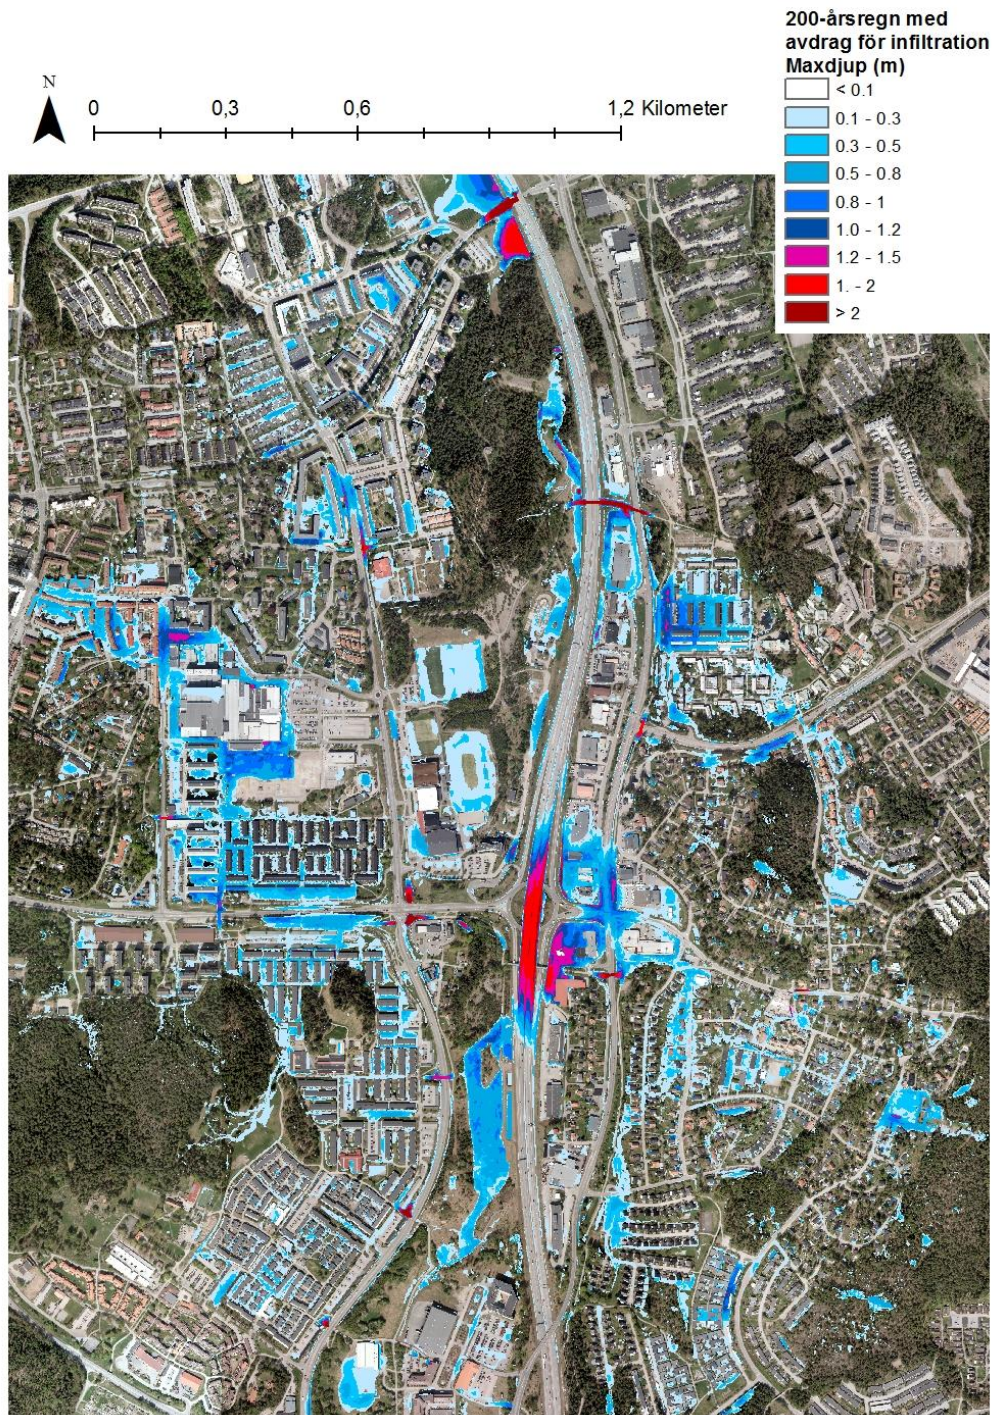 200-årsregn med
avdrag för infiltration
Maxdjup (m)
< 0.1
0.1 - 0.3
0.3 - 0.5
0.5 - 0.8
0.8 - 1
1.0 - 1.2
1.2 - 1.5
1. - 2
> 2
N
0 0,3 0,6 1,2 Kilometer